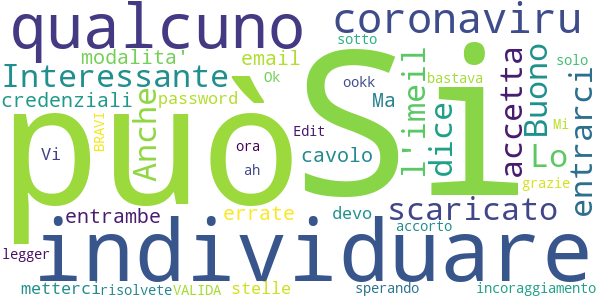 qualcuno
coronaviru
sotto
modalita'
email
solo
Interessante
Ok
ookk
bastava
credenziali
password
Ma
l'imeil
dice
accetta
Buono
entrarci
può
Si
Anche
BRAVI
Edit
Mi
Vi
ora
cavolo
Lo
ah
grazie
entrambe
errate
devo
scaricato
accorto
individuare
legger
metterci
risolvete
VALIDA
stelle
sperando
incoraggiamento